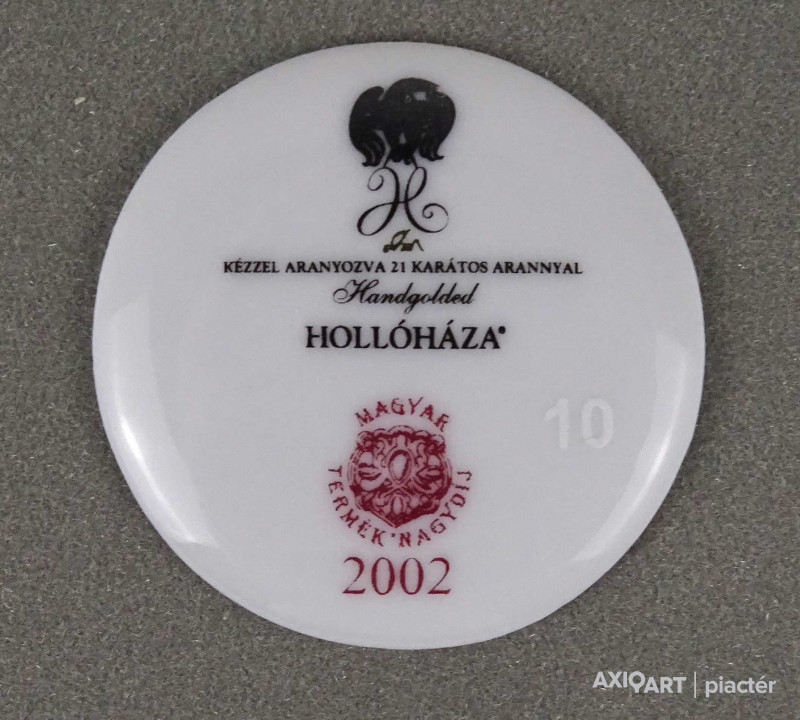 H
KÉZZEL ARANYOZVA 21 KARÁTOS ARANNYAL
Handgolded
HOLLÓHÁZA®
10
MAGYAR
TERMÉK • NAGYDÍJ
2002
AXIOART | piactér